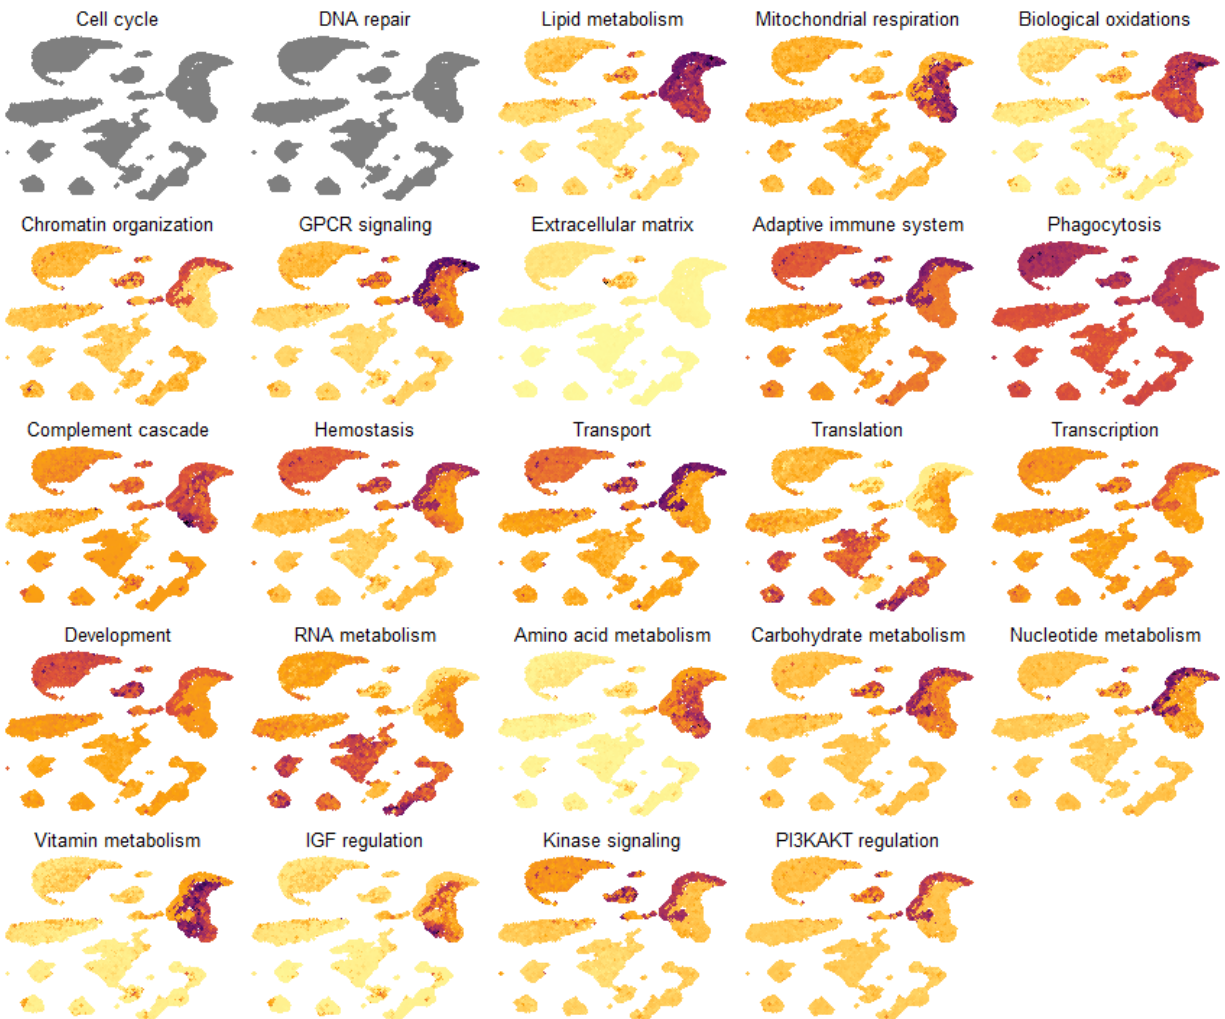 Cell cycle
DNA repair
Lipid metabolism
Mitochondrial respiration
Biological oxidations
Chromatin organization
GPCR signaling
Extracellular matrix
Adaptive immune system
Phagocytosis
Complement cascade
Hemostasis
Transport
Translation
Transcription
Development
RNA metabolism
Amino acid metabolism
Carbohydrate metabolism
Nucleotide metabolism
Vitamin metabolism
IGF regulation
Kinase signaling
PI3KAKT regulation